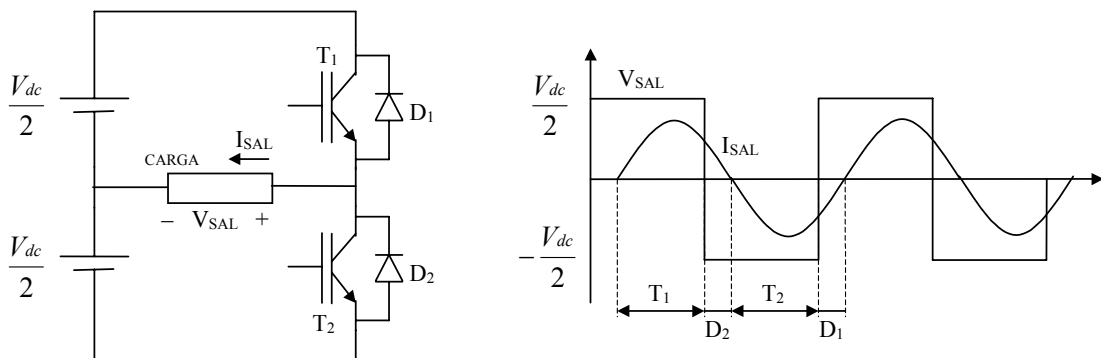 T1
Vdc/2
D1
ISAL
CARGA
– VSAL +
Vdc/2
D2
T2
VSAL
Vdc/2
ISAL
– Vdc/2
T1
T2
D2
D1